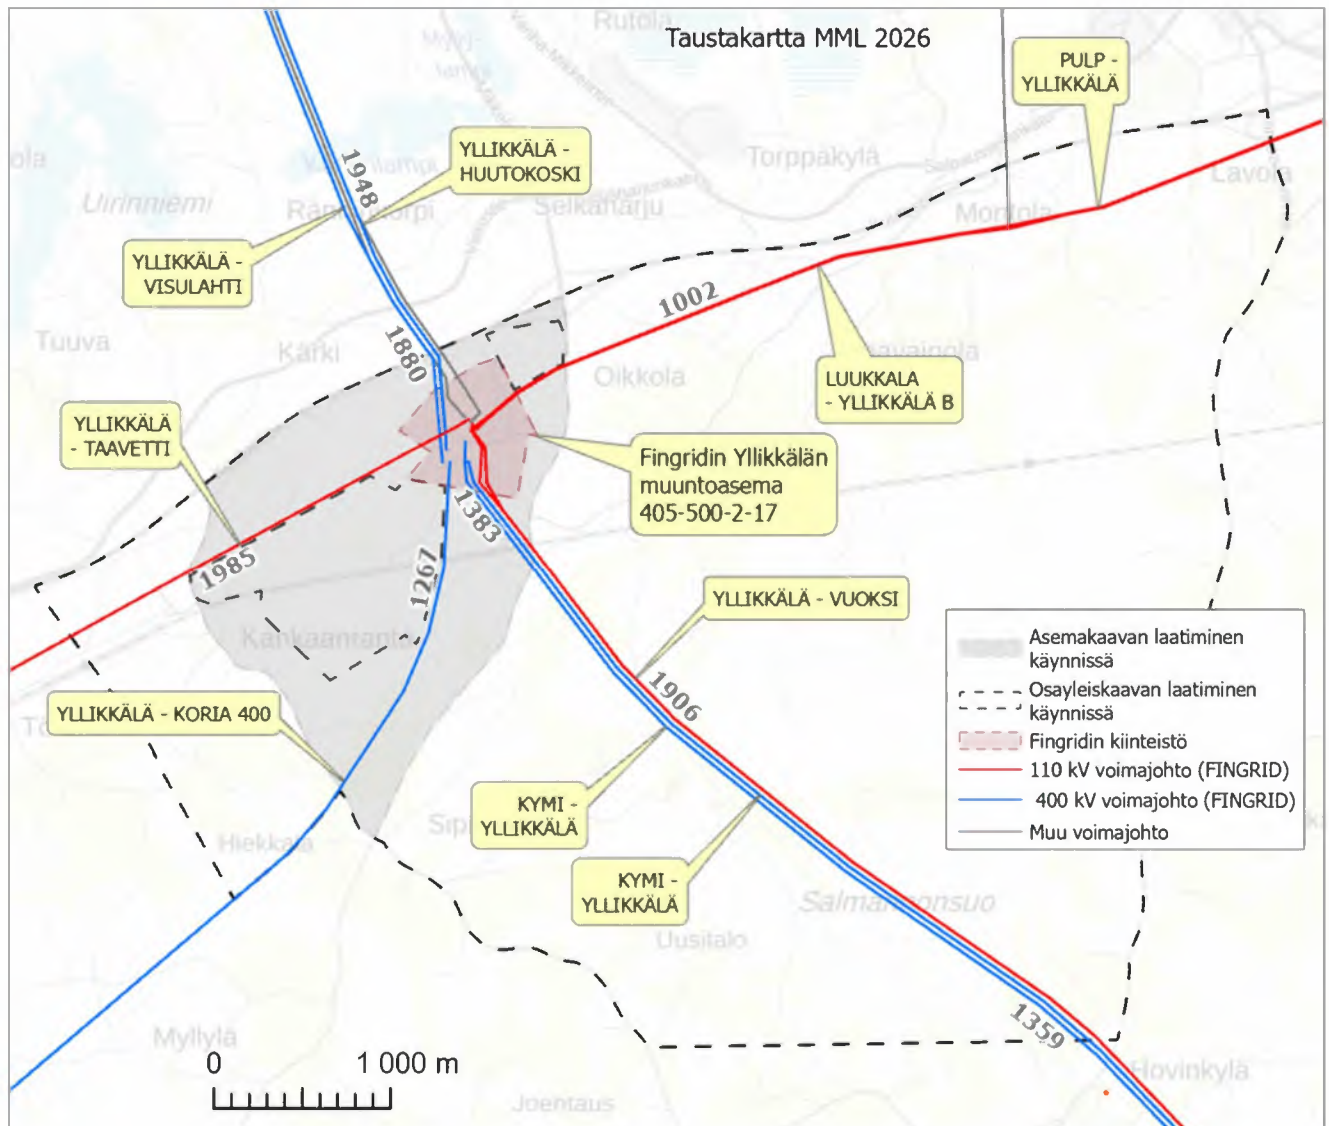 Taustakartta MML 2026
Rutola
PULP -
YLLIKKÄLÄ
YLLIKKÄLÄ -
HUUTOKOSKI
1948
Torppakylä
Lavola
Uirinniemi
Selkäharju
Montola
YLLIKKÄLÄ -
VISULAHTI
1002
Tuuva
Kärki
1880
Oikkola
LUUKKALA
- YLLIKKÄLÄ B
YLLIKKÄLÄ
- TAAVETTI
Fingridin Yllikkälän
muuntoasema
405-500-2-17
1383
1985
1267
YLLIKKÄLÄ - VUOKSI
Kankaanranta
1906
YLLIKKÄLÄ - KORIA 400
Asemakaavan laatiminen
käynnissä
Osayleiskaavan laatiminen
käynnissä
Fingridin kiinteistö
110 kV voimajohto (FINGRID)
400 kV voimajohto (FINGRID)
Muu voimajohto
KYMI -
YLLIKKÄLÄ
Hiekkala
KYMI -
YLLIKKÄLÄ
Uusitalo
1359
Myllylä
0 1 000 m
Hovinkylä
Joentaus